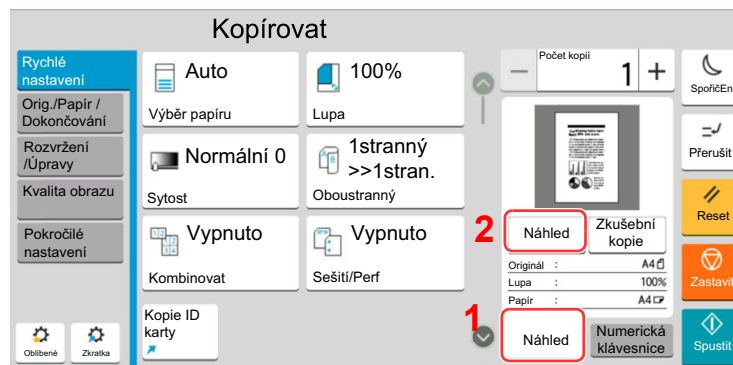 Kopírovat
Rychlé
nastavení
Orig./Papír /
Dokončování
Rozvržení
/Úpravy
Kvalita obrazu
Pokročilé
nastavení
Oblíbené
Zkratka
Auto
Výběr papíru
100%
Lupa
Normální 0
Sytost
1stranný
>>1stran.
Oboustranný
Vypnuto
Kombinovat
Vypnuto
Sešití/Perf
Kopie ID
karty
Počet kopií
− 1 +
2
Náhled
Zkušební
kopie
Originál : A4
Lupa : 100%
Papír : A4
1
Náhled
Numerická
klávesnice
SpořičEn
Přerušit
Reset
Zastavit
Spustit